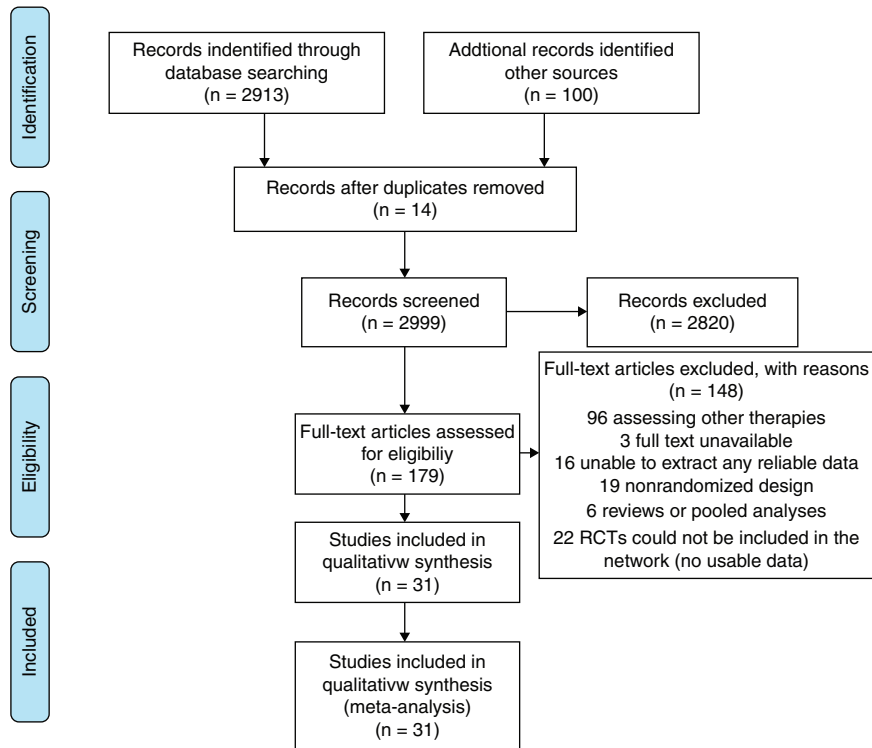 Identification
Records indentified through
database searching
(n = 2913)
Addtional records identified
other sources
(n = 100)
Records after duplicates removed
(n = 14)
Screening
Records screened
(n = 2999)
Records excluded
(n = 2820)
Eligibility
Full-text articles assessed
for eligibiliy
(n = 179)
Full-text articles excluded, with reasons
(n = 148)
96 assessing other therapies
3 full text unavailable
16 unable to extract any reliable data
19 nonrandomized design
6 reviews or pooled analyses
22 RCTs could not be included in the
network (no usable data)
Studies included in
qualitativw synthesis
(n = 31)
Included
Studies included in
qualitativw synthesis
(meta-analysis)
(n = 31)